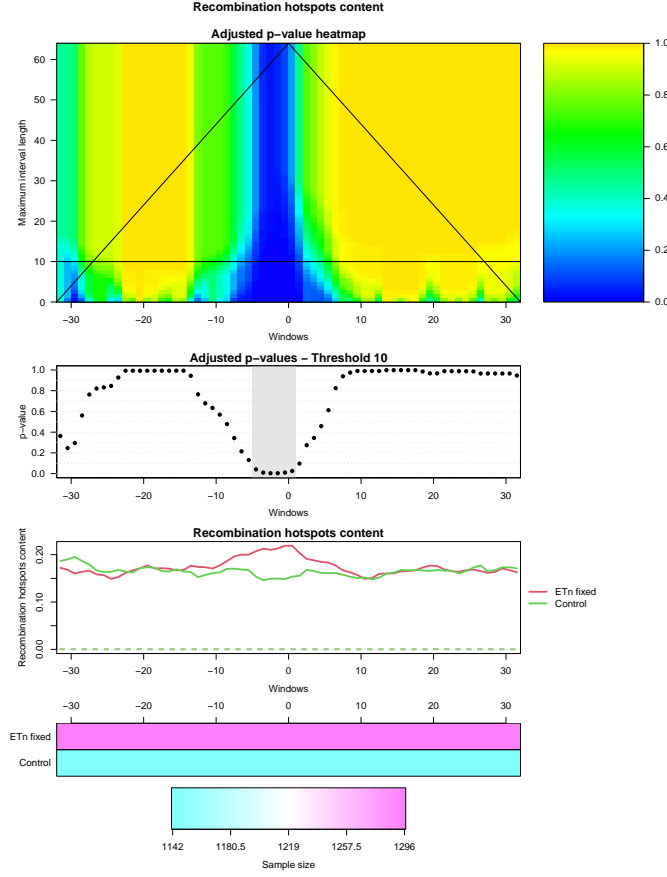 Recombination hotspots content
Adjusted p−value heatmap
Maximum interval length
60
50
40
30
20
10
0
−30 −20 −10 0 10 20 30
Windows
1.0
0.8
0.6
0.4
0.2
0.0
Adjusted p−values − Threshold 10
p−value
1.0
0.8
0.6
0.4
0.2
0.0
−30 −20 −10 0 10 20 30
Windows
Recombination hotspots content
Recombination hotspots content
0.20
0.10
0.00
ETn fixed
Control
−30 −20 −10 0 10 20 30
Windows
−30 −20 −10 0 10 20 30
ETn fixed
Control
1142 1180.5 1219 1257.5 1296
Sample size